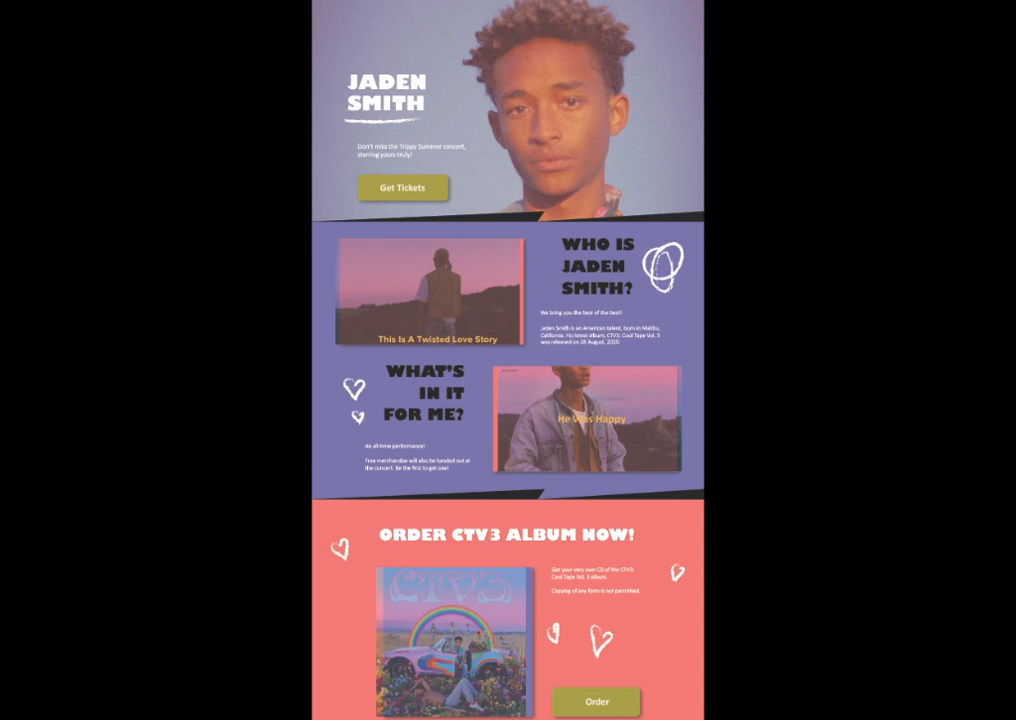 JADEN
SMITH
Don't miss the Trippy Summer concert,
starring yours truly!
Get Tickets
WHO IS
JADEN
SMITH?
We bring you the best of the best!
Jaden Smith is an American talent, born in Malibu,
California. His latest album, CTV3: Cool Tape Vol. 3
was released on 28 August, 2020.
This Is A Twisted Love Story
WHAT'S
IN IT
FOR ME?
An all-time performance!
Free merchandise will also be handed out at
the concert. Be the first to get one!
He Was Happy
ORDER CTV3 ALBUM NOW!
CTV3
Get your very own CD of the CTV3:
Cool Tape Vol. 3 album.
Copying of any form is not permitted.
Order